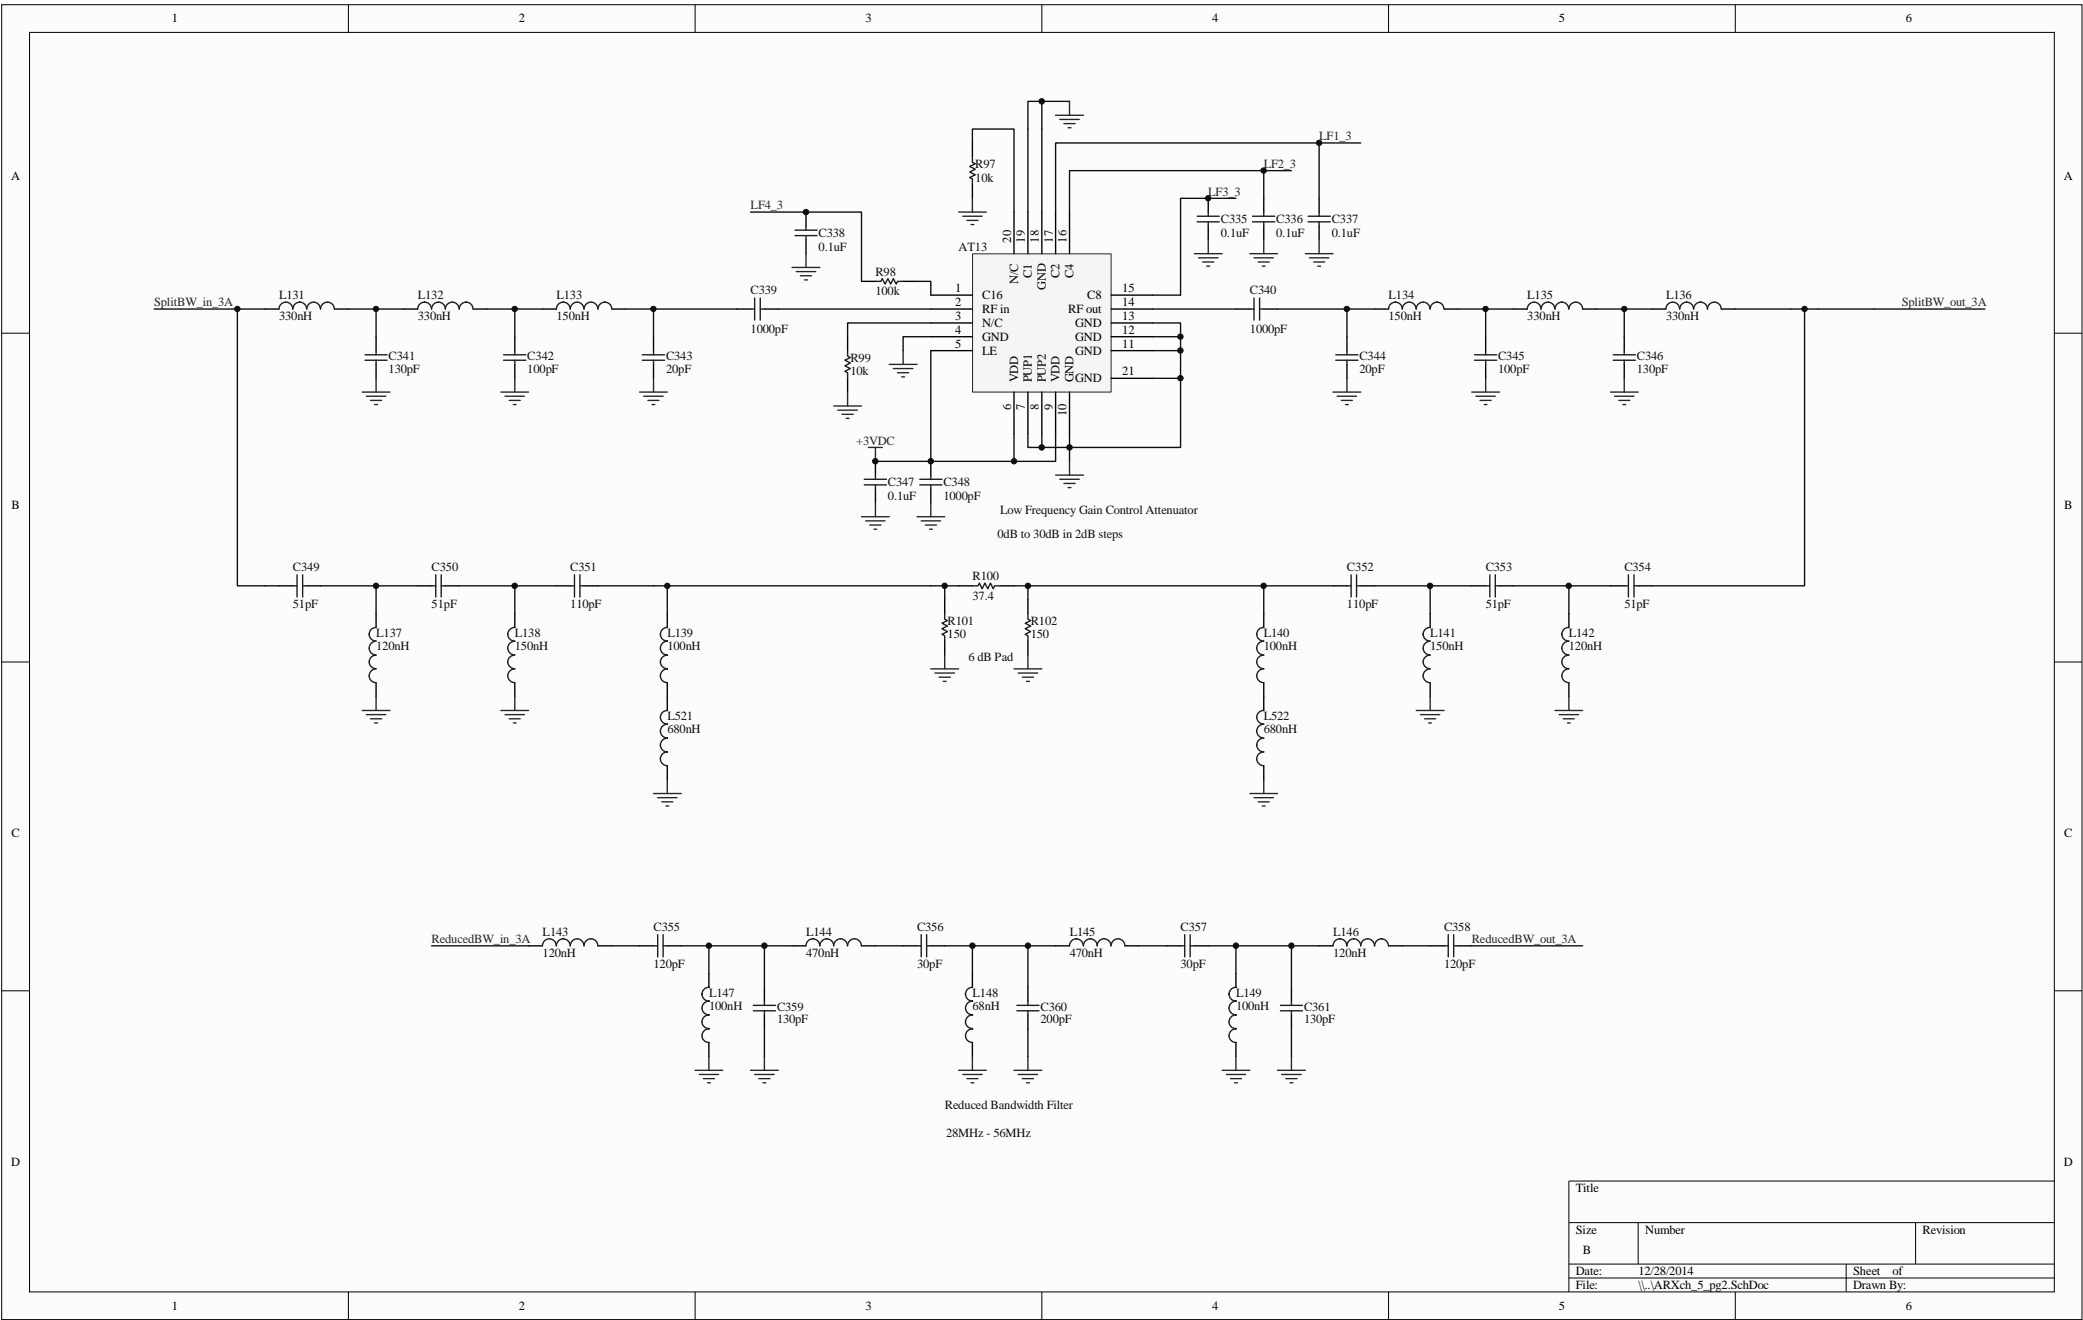 1 2 3 4 5 6
A A
B B
C C
D D
LF1_3
LF2_3
LF3_3
LF4_3
R97
10k
C338
0.1uF
C335
0.1uF
C336
0.1uF
C337
0.1uF
AT13
20 19 18 17 16
N/C C1 GND C2 C4
R98
100k
1 C16
2 RF in
3 N/C
4 GND
5 LE
C8 15
RF out 14
GND 13
GND 12
GND 11
GND 21
VDD PUP1 PUP2 VDD GND
6 7 8 9 10
SplitBW_in_3A
L131
330nH
L132
330nH
L133
150nH
C339
1000pF
C340
1000pF
L134
150nH
L135
330nH
L136
330nH
SplitBW_out_3A
C341
130pF
C342
100pF
C343
20pF
R99
10k
C344
20pF
C345
100pF
C346
130pF
+3VDC
C347
0.1uF
C348
1000pF
Low Frequency Gain Control Attenuator
0dB to 30dB in 2dB steps
C349
51pF
C350
51pF
C351
110pF
R100
37.4
C352
110pF
C353
51pF
C354
51pF
L137
120nH
L138
150nH
L139
100nH
R101
150
R102
150
6 dB Pad
L140
100nH
L141
150nH
L142
120nH
L521
680nH
L522
680nH
ReducedBW_in_3A
L143
120nH
C355
120pF
L144
470nH
C356
30pF
L145
470nH
C357
30pF
L146
120nH
C358
120pF
ReducedBW_out_3A
L147
100nH
C359
130pF
L148
68nH
C360
200pF
L149
100nH
C361
130pF
Reduced Bandwidth Filter
28MHz - 56MHz
Title
Size Number Revision
B
Date: 12/28/2014 Sheet of
File: \\..\ARXch_5_pg2.SchDoc Drawn By:
1 2 3 4 5 6